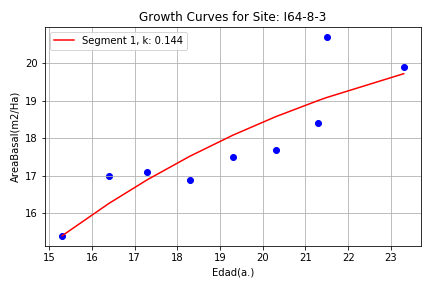 Growth Curves for Site: I64-8-3
Segment 1, k: 0.144
AreaBasal(m2/Ha)
20
19
18
17
16
15 16 17 18 19 20 21 22 23
Edad(a.)